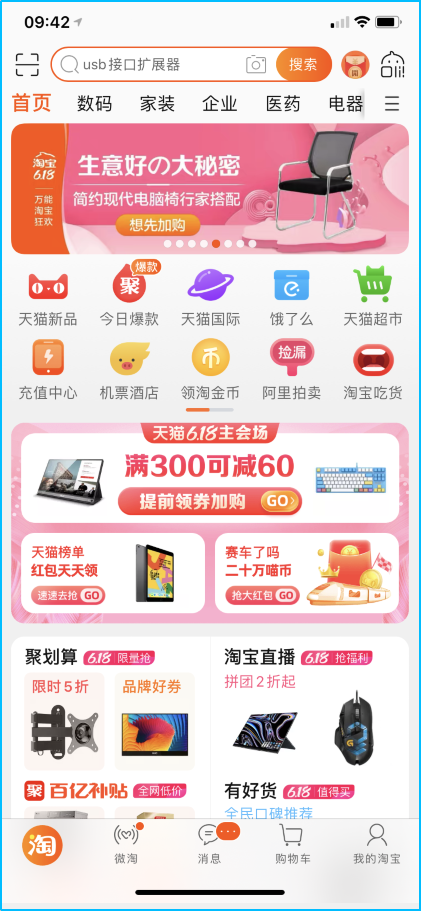 09:42
usb接口扩展器
搜索
Oli!
首页 数码 家装 企业 医药 电器
淘宝
6.18
万能
淘宝
狂欢
生意好の大秘密
简约现代电脑椅行家搭配
想先加购
爆款
聚
天猫新品 今日爆款 天猫国际 饿了么 天猫超市
捡漏
充值中心 机票酒店 领淘金币 阿里拍卖 淘宝吃货
天猫6.18主会场
满300可减60
提前领券加购 GO
天猫榜单
红包天天领
速速去抢 GO
赛车了吗
二十万喵币
抢大红包 GO
聚划算 6.18 限量抢
限时5折 品牌好券
淘宝直播 6.18 抢福利
拼团2折起
聚 百亿补贴 全网低价
有好货 6.18 值得买
全民口碑推荐
淘
微淘 消息 购物车 我的淘宝